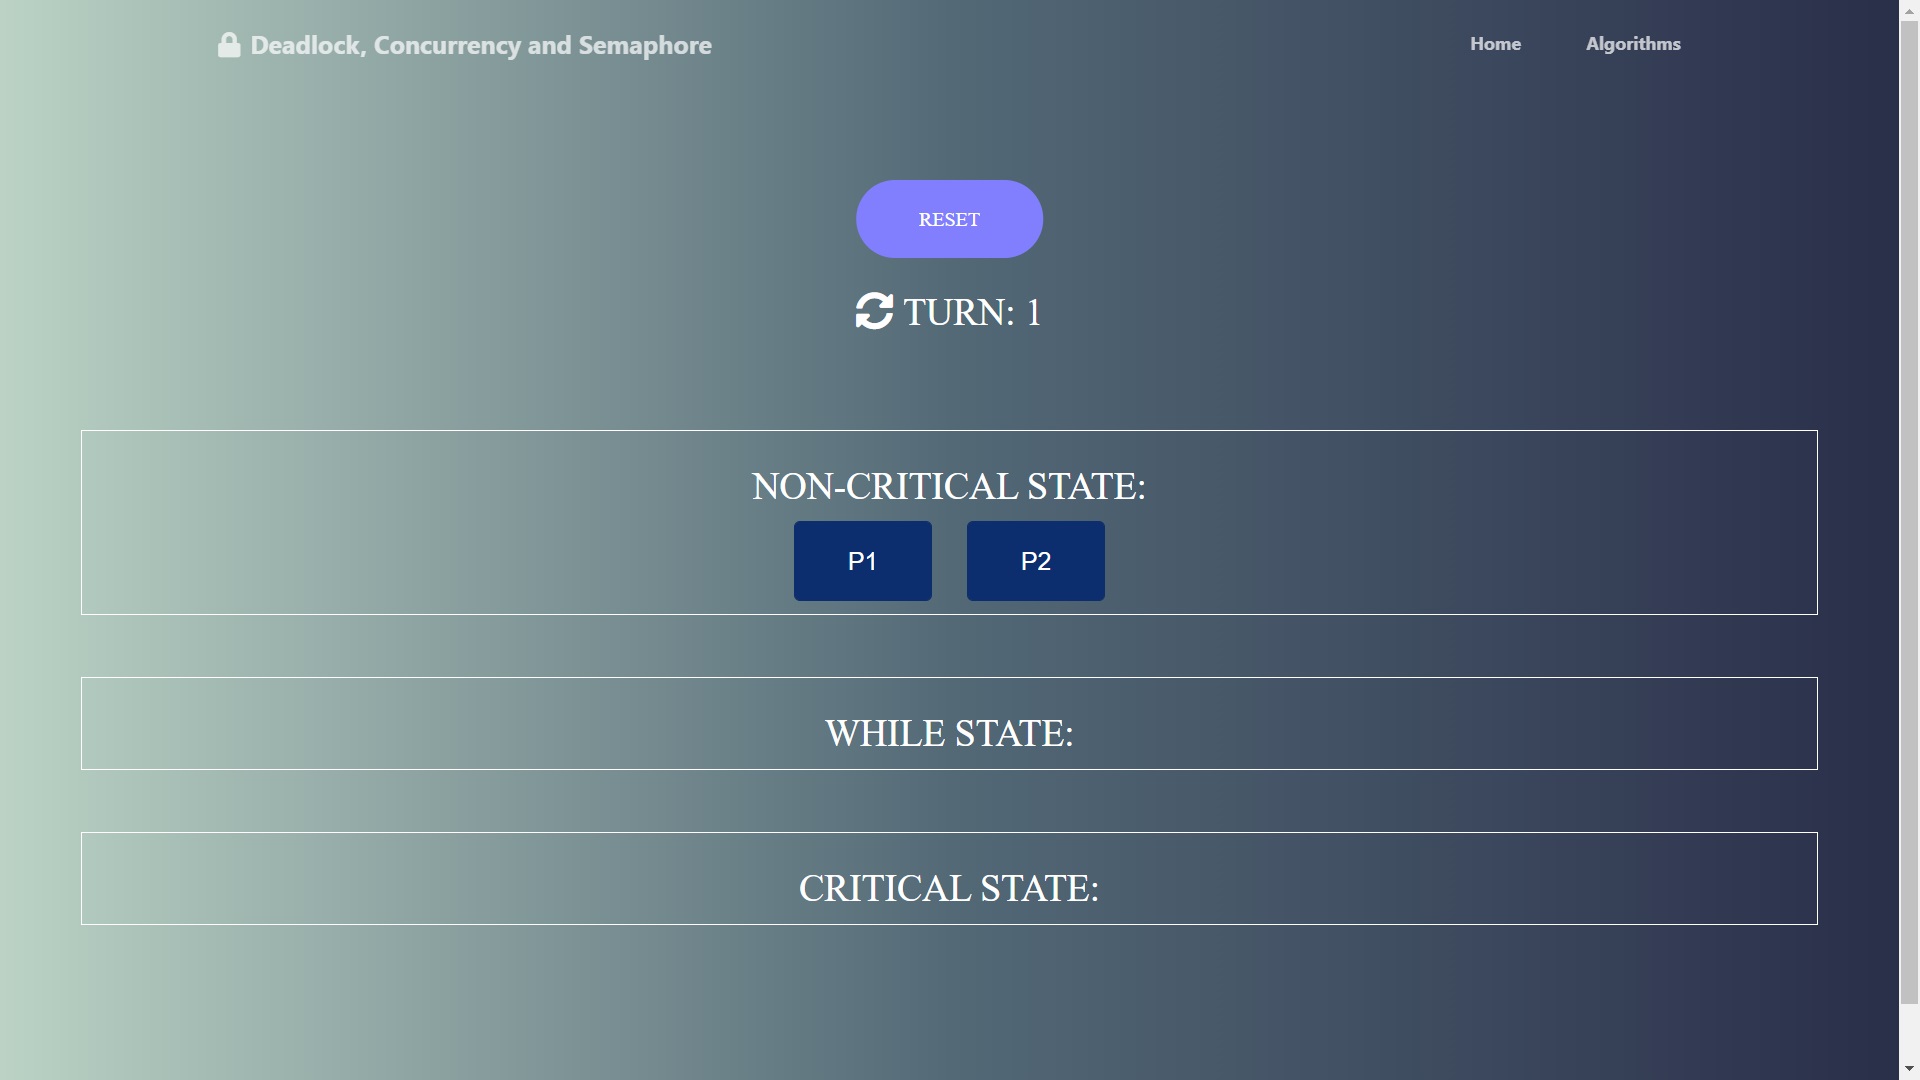 Deadlock, Concurrency and Semaphore
Home
Algorithms
RESET
TURN: 1
NON-CRITICAL STATE:
P1
P2
WHILE STATE:
CRITICAL STATE: